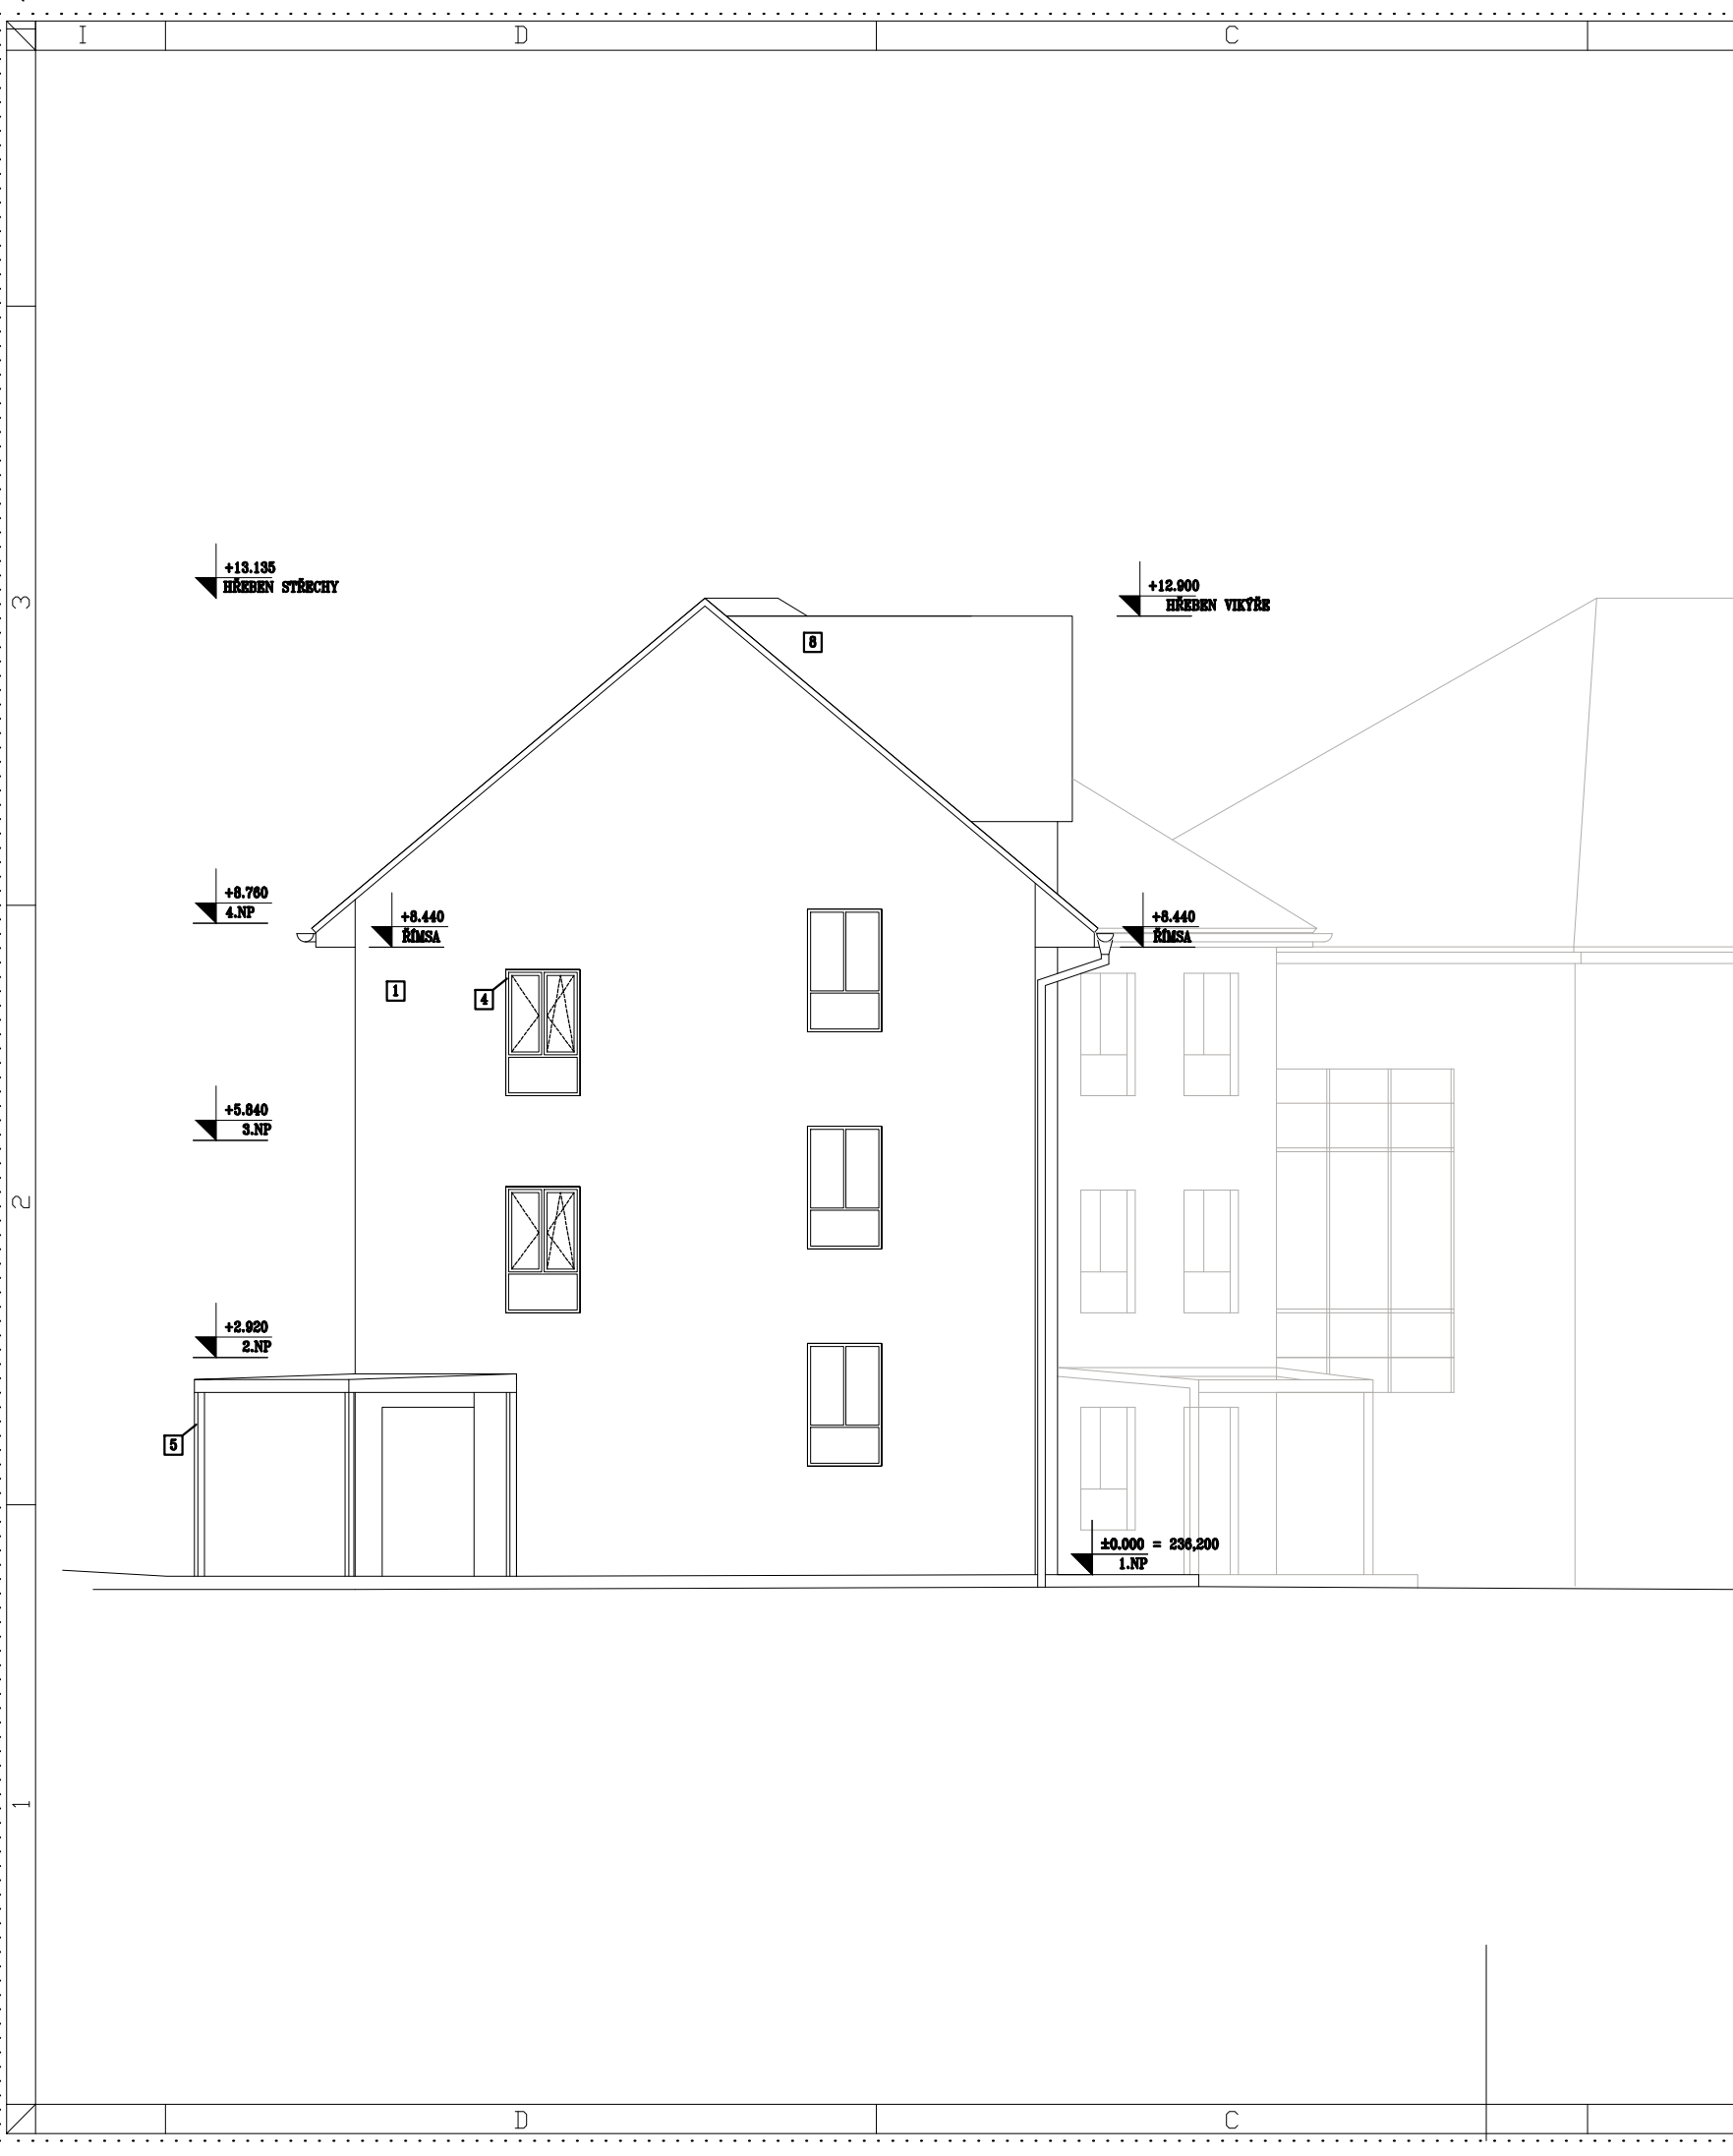 I D C
3
+13.135
HŘEBEN STŘECHY
+12.900
HŘEBEN VIKÝŘE
8
+8.760
4.NP
+8.440
ŘÍMSA
+8.440
ŘÍMSA
1
4
+5.840
3.NP
2
+2.920
2.NP
5
±0.000 = 236,200
1.NP
1
D C